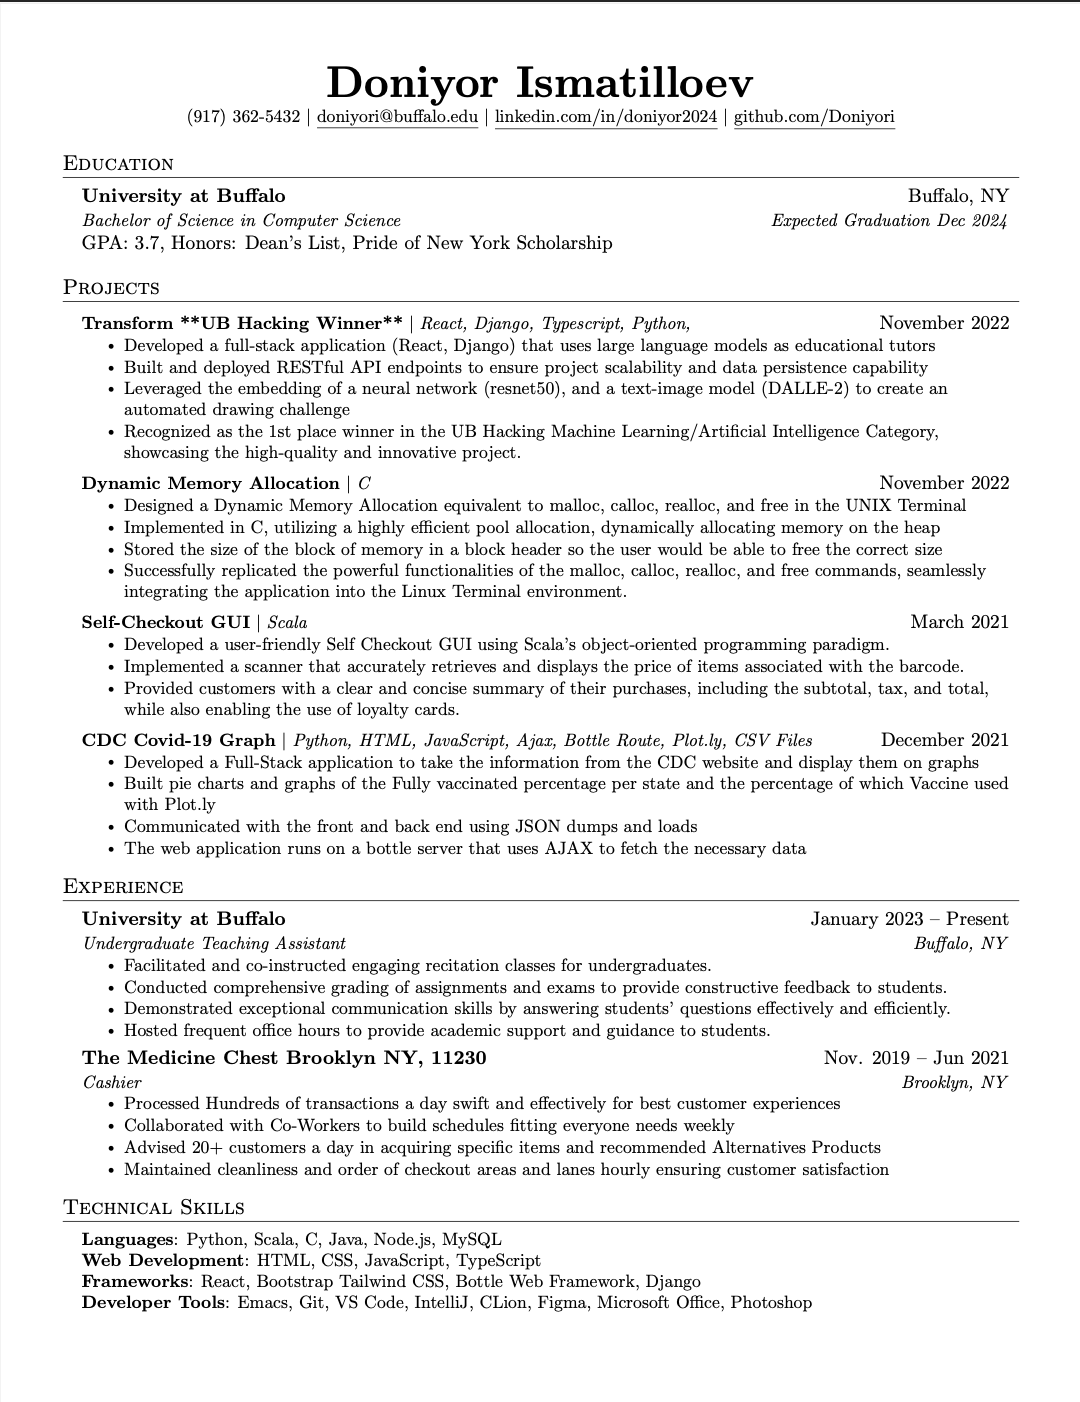 Doniyor Ismatilloev
(917) 362-5432 | doniyori@buffalo.edu | linkedin.com/in/doniyor2024 | github.com/Doniyori
Education
University at Buffalo Buffalo, NY
Bachelor of Science in Computer Science Expected Graduation Dec 2024
GPA: 3.7, Honors: Dean's List, Pride of New York Scholarship
Projects
Transform **UB Hacking Winner** | React, Django, Typescript, Python, November 2022
• Developed a full-stack application (React, Django) that uses large language models as educational tutors
• Built and deployed RESTful API endpoints to ensure project scalability and data persistence capability
• Leveraged the embedding of a neural network (resnet50), and a text-image model (DALLE-2) to create an
automated drawing challenge
• Recognized as the 1st place winner in the UB Hacking Machine Learning/Artificial Intelligence Category,
showcasing the high-quality and innovative project.
Dynamic Memory Allocation | C November 2022
• Designed a Dynamic Memory Allocation equivalent to malloc, calloc, realloc, and free in the UNIX Terminal
• Implemented in C, utilizing a highly efficient pool allocation, dynamically allocating memory on the heap
• Stored the size of the block of memory in a block header so the user would be able to free the correct size
• Successfully replicated the powerful functionalities of the malloc, calloc, realloc, and free commands, seamlessly
integrating the application into the Linux Terminal environment.
Self-Checkout GUI | Scala March 2021
• Developed a user-friendly Self Checkout GUI using Scala's object-oriented programming paradigm.
• Implemented a scanner that accurately retrieves and displays the price of items associated with the barcode.
• Provided customers with a clear and concise summary of their purchases, including the subtotal, tax, and total,
while also enabling the use of loyalty cards.
CDC Covid-19 Graph | Python, HTML, JavaScript, Ajax, Bottle Route, Plot.ly, CSV Files December 2021
• Developed a Full-Stack application to take the information from the CDC website and display them on graphs
• Built pie charts and graphs of the Fully vaccinated percentage per state and the percentage of which Vaccine used
with Plot.ly
• Communicated with the front and back end using JSON dumps and loads
• The web application runs on a bottle server that uses AJAX to fetch the necessary data
Experience
University at Buffalo January 2023 – Present
Undergraduate Teaching Assistant Buffalo, NY
• Facilitated and co-instructed engaging recitation classes for undergraduates.
• Conducted comprehensive grading of assignments and exams to provide constructive feedback to students.
• Demonstrated exceptional communication skills by answering students' questions effectively and efficiently.
• Hosted frequent office hours to provide academic support and guidance to students.
The Medicine Chest Brooklyn NY, 11230 Nov. 2019 – Jun 2021
Cashier Brooklyn, NY
• Processed Hundreds of transactions a day swift and effectively for best customer experiences
• Collaborated with Co-Workers to build schedules fitting everyone needs weekly
• Advised 20+ customers a day in acquiring specific items and recommended Alternatives Products
• Maintained cleanliness and order of checkout areas and lanes hourly ensuring customer satisfaction
Technical Skills
Languages: Python, Scala, C, Java, Node.js, MySQL
Web Development: HTML, CSS, JavaScript, TypeScript
Frameworks: React, Bootstrap Tailwind CSS, Bottle Web Framework, Django
Developer Tools: Emacs, Git, VS Code, IntelliJ, CLion, Figma, Microsoft Office, Photoshop